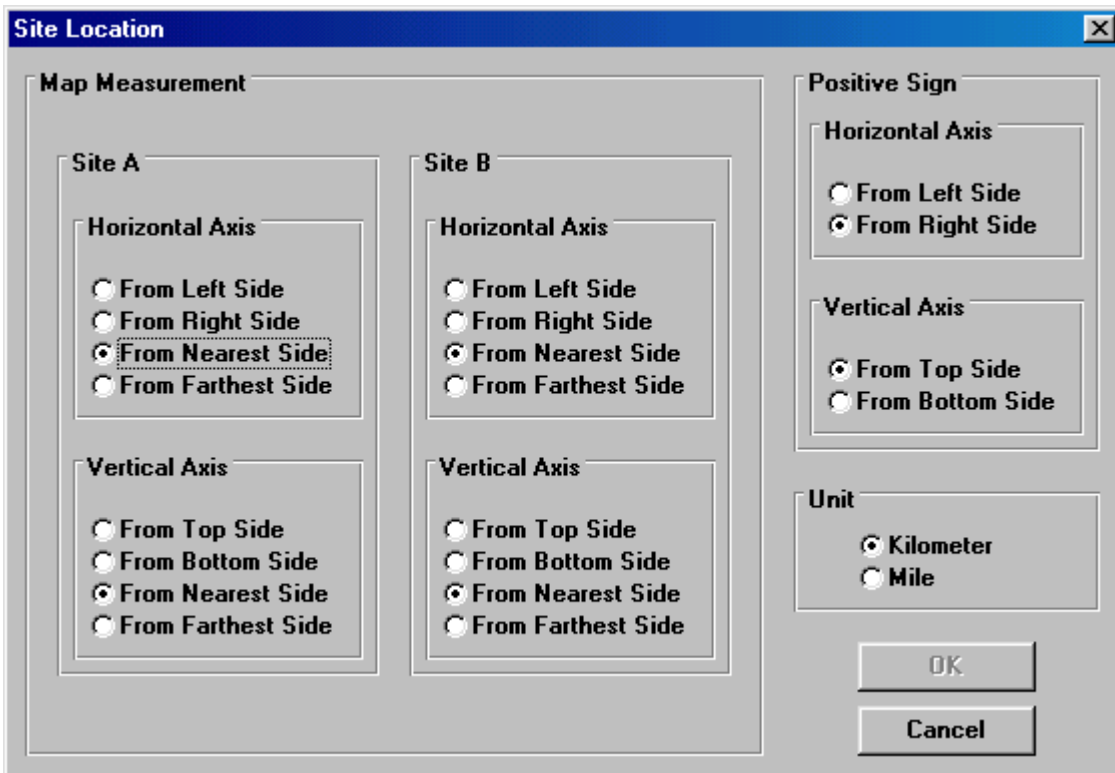 Site Location
Map Measurement
Site A
Horizontal Axis
From Left Side
From Right Side
From Nearest Side
From Farthest Side
Vertical Axis
From Top Side
From Bottom Side
From Nearest Side
From Farthest Side
Site B
Horizontal Axis
From Left Side
From Right Side
From Nearest Side
From Farthest Side
Vertical Axis
From Top Side
From Bottom Side
From Nearest Side
From Farthest Side
Positive Sign
Horizontal Axis
From Left Side
From Right Side
Vertical Axis
From Top Side
From Bottom Side
Unit
Kilometer
Mile
OK
Cancel